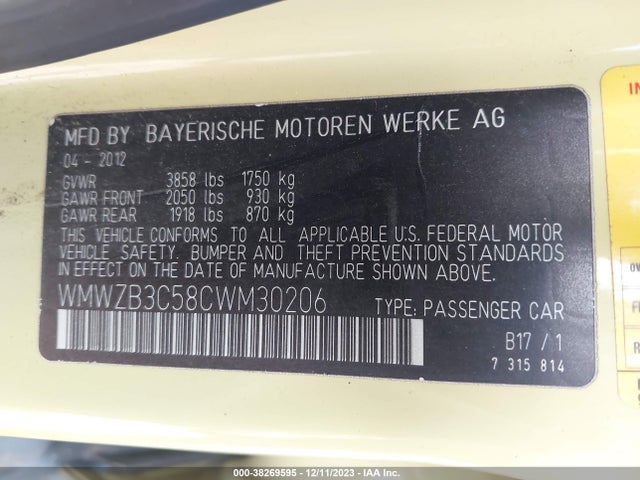 MFD BY BAYERISCHE MOTOREN WERKE AG
04 - 2012
GVWR 3858 lbs 1750 kg
GAWR FRONT 2050 lbs 930 kg
GAWR REAR 1918 lbs 870 kg
THIS VEHICLE CONFORMS TO ALL APPLICABLE U.S. FEDERAL MOTOR
VEHICLE SAFETY, BUMPER AND THEFT PREVENTION STANDARDS
IN EFFECT ON THE DATE OF MANUFACTURE SHOWN ABOVE.
WMWZB3C58CWM30206 TYPE: PASSENGER CAR
B17 / 1
7 315 814
000-38269595 - 12/11/2023 - IAA Inc.